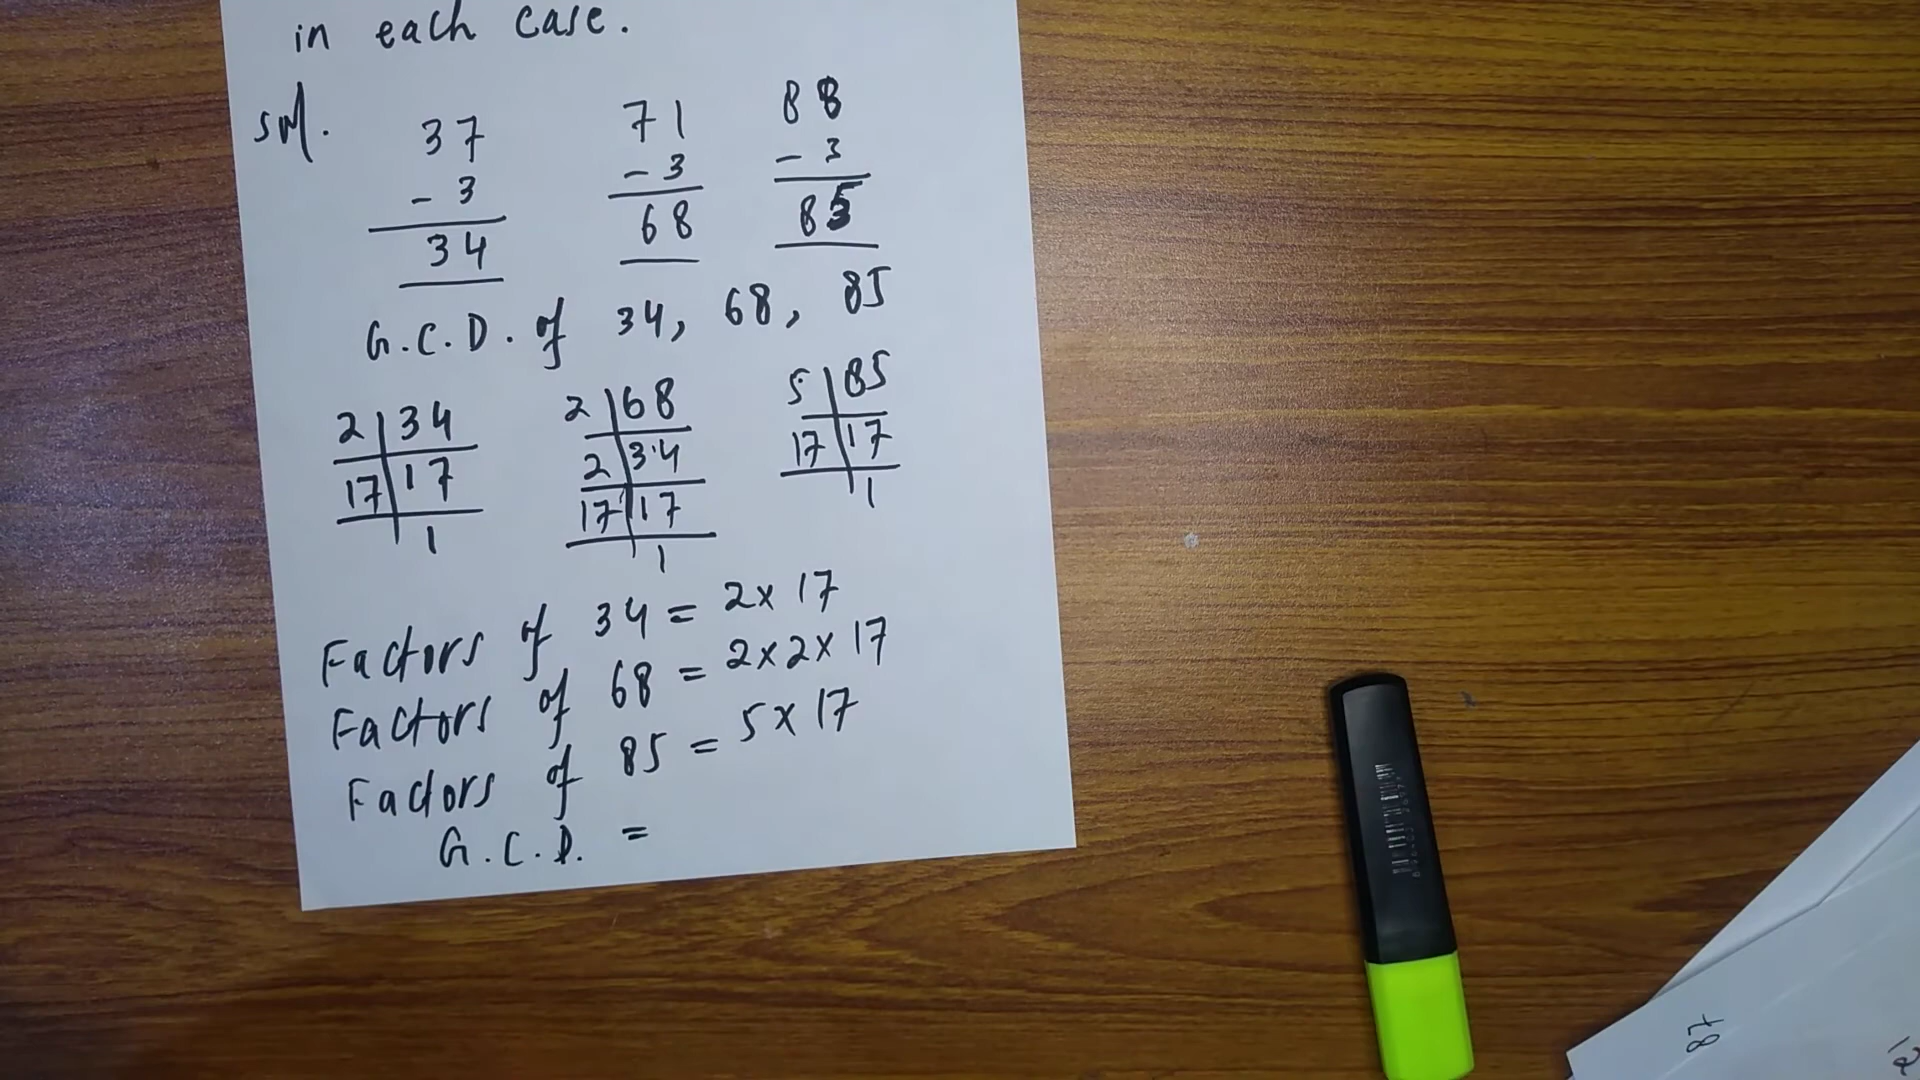 in each case.
Sol.
37 71 88
- 3 - 3 - 3
34 68 85
G.C.D. of 34, 68, 85
2 34 2 68 5 85
17 17 2 34 17 17
1 17 17 1
1
Factors of 34 = 2 x 17
Factors of 68 = 2 x 2 x 17
Factors of 85 = 5 x 17
G.C.D. =
87